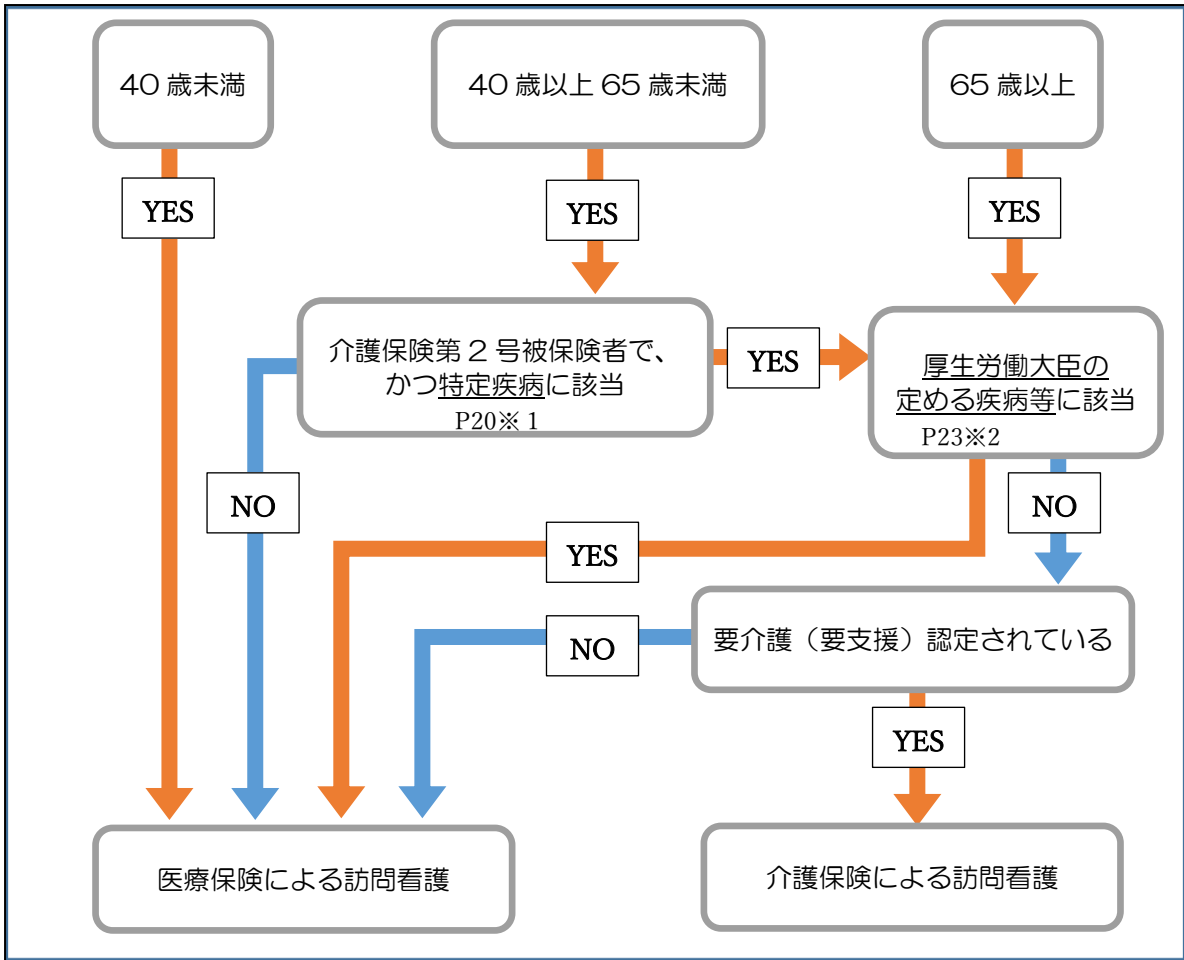 40 歳未満
40 歳以上 65 歳未満
65 歳以上
YES
YES
YES
介護保険第 2 号被保険者で、
かつ特定疾病に該当
P20※ 1
YES
厚生労働大臣の
定める疾病等に該当
P23※2
NO
NO
YES
要介護（要支援）認定されている
NO
YES
医療保険による訪問看護
介護保険による訪問看護